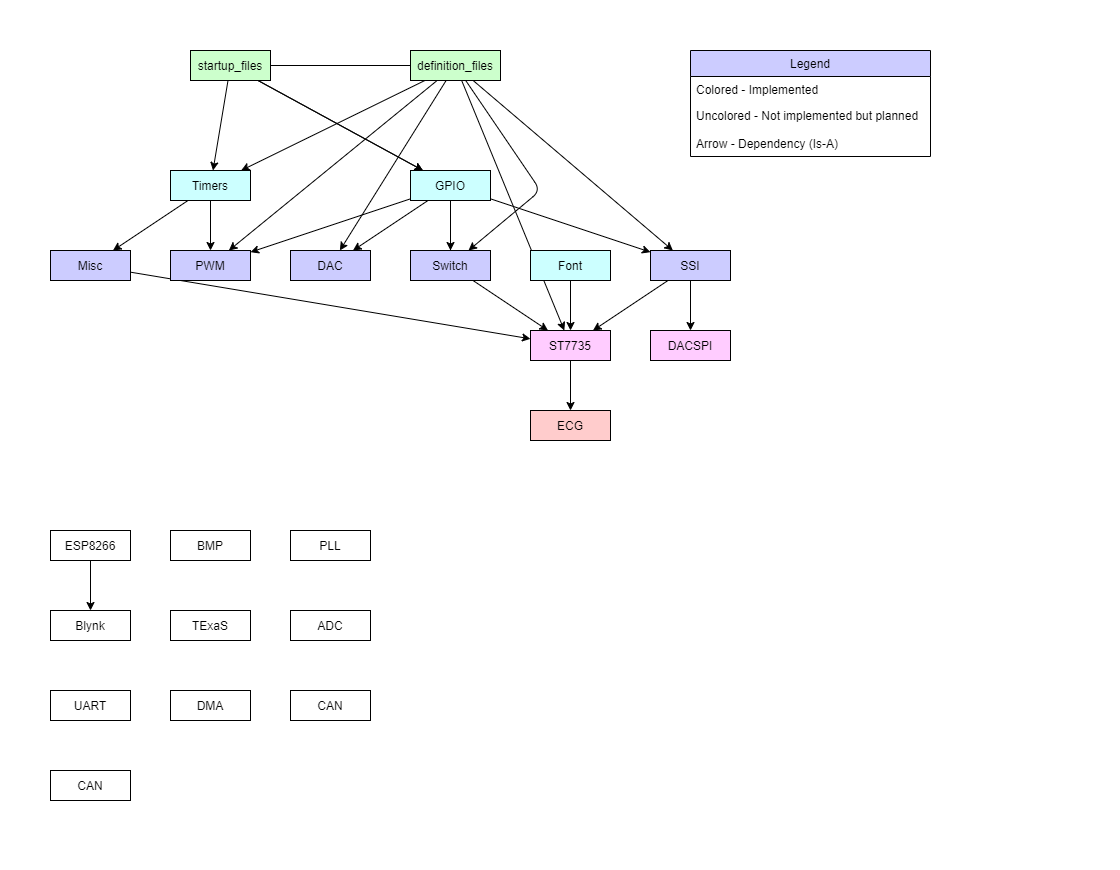 startup_files
definition_files
Legend
Colored - Implemented
Uncolored - Not implemented but planned
Arrow - Dependency (Is-A)
Timers
GPIO
Misc
PWM
DAC
Switch
Font
SSI
ST7735
DACSPI
ECG
ESP8266
BMP
PLL
Blynk
TExaS
ADC
UART
DMA
CAN
CAN